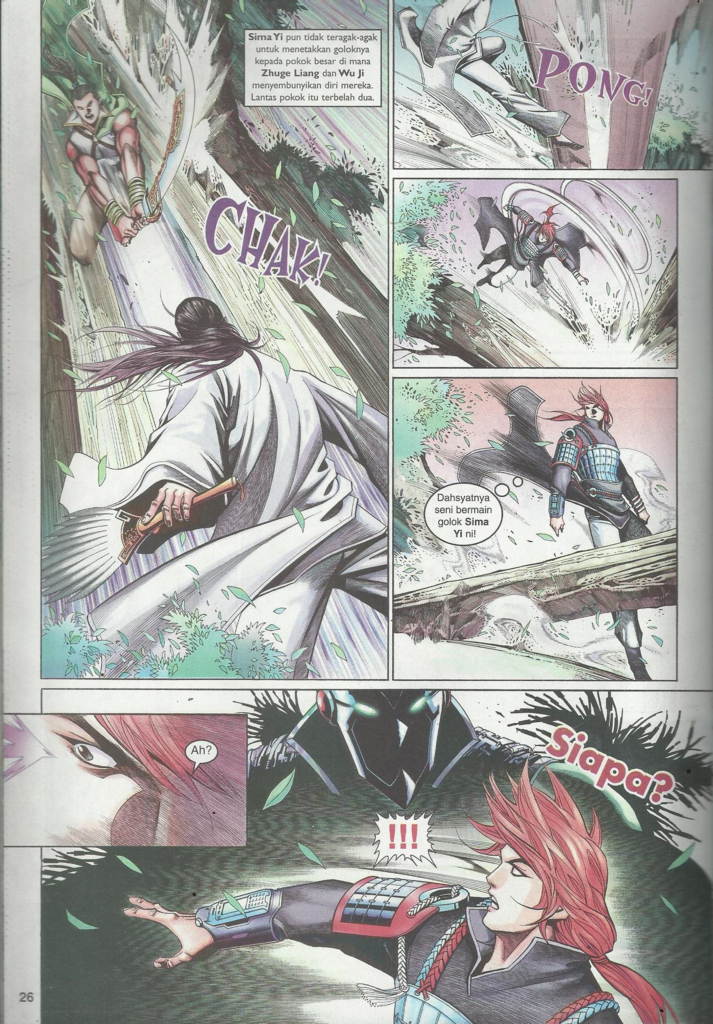 Sima Yi pun tidak teragak-agak
untuk menetakkan goloknya
kepada pokok besar di mana
Zhuge Liang dan Wu Ji
menyembunyikan diri mereka.
Lantas pokok itu terbelah dua.
CHAK!
PONG!
Dahsyatnya
seni bermain
golok Sima
Yi ni!
Ah?
Siapa?
!!!
26